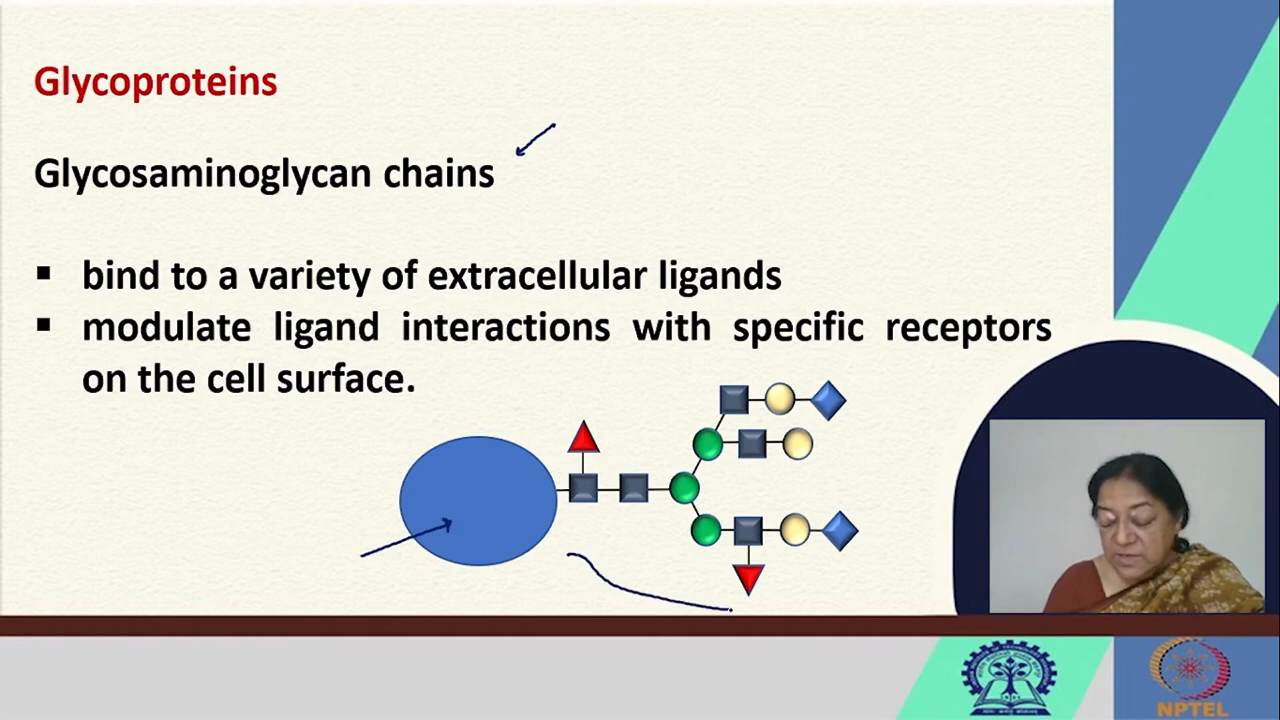 Glycoproteins
Glycosaminoglycan chains
▪ bind to a variety of extracellular ligands
▪ modulate ligand interactions with specific receptors
on the cell surface.
NPTEL